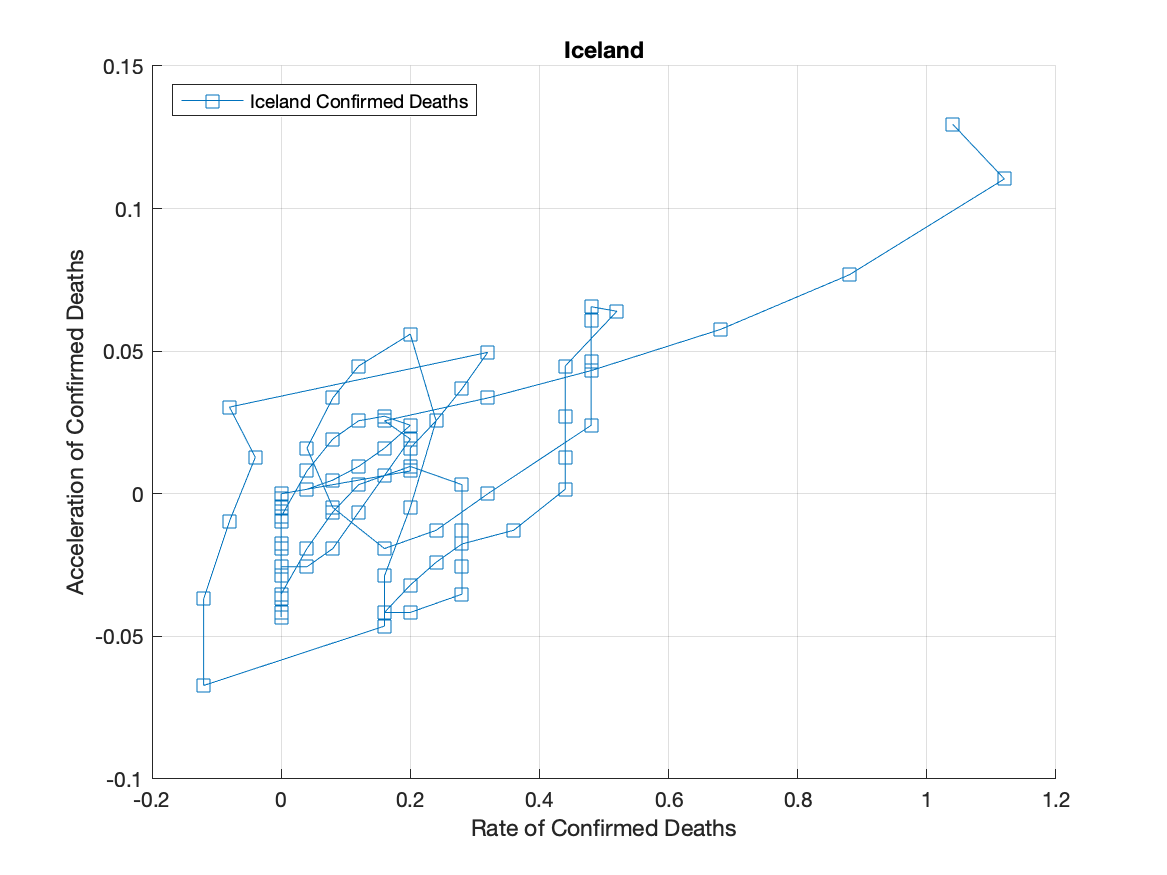 Iceland
0.15
Iceland Confirmed Deaths
0.1
0.05
0
-0.05
-0.1
Acceleration of Confirmed Deaths
-0.2 0 0.2 0.4 0.6 0.8 1 1.2
Rate of Confirmed Deaths